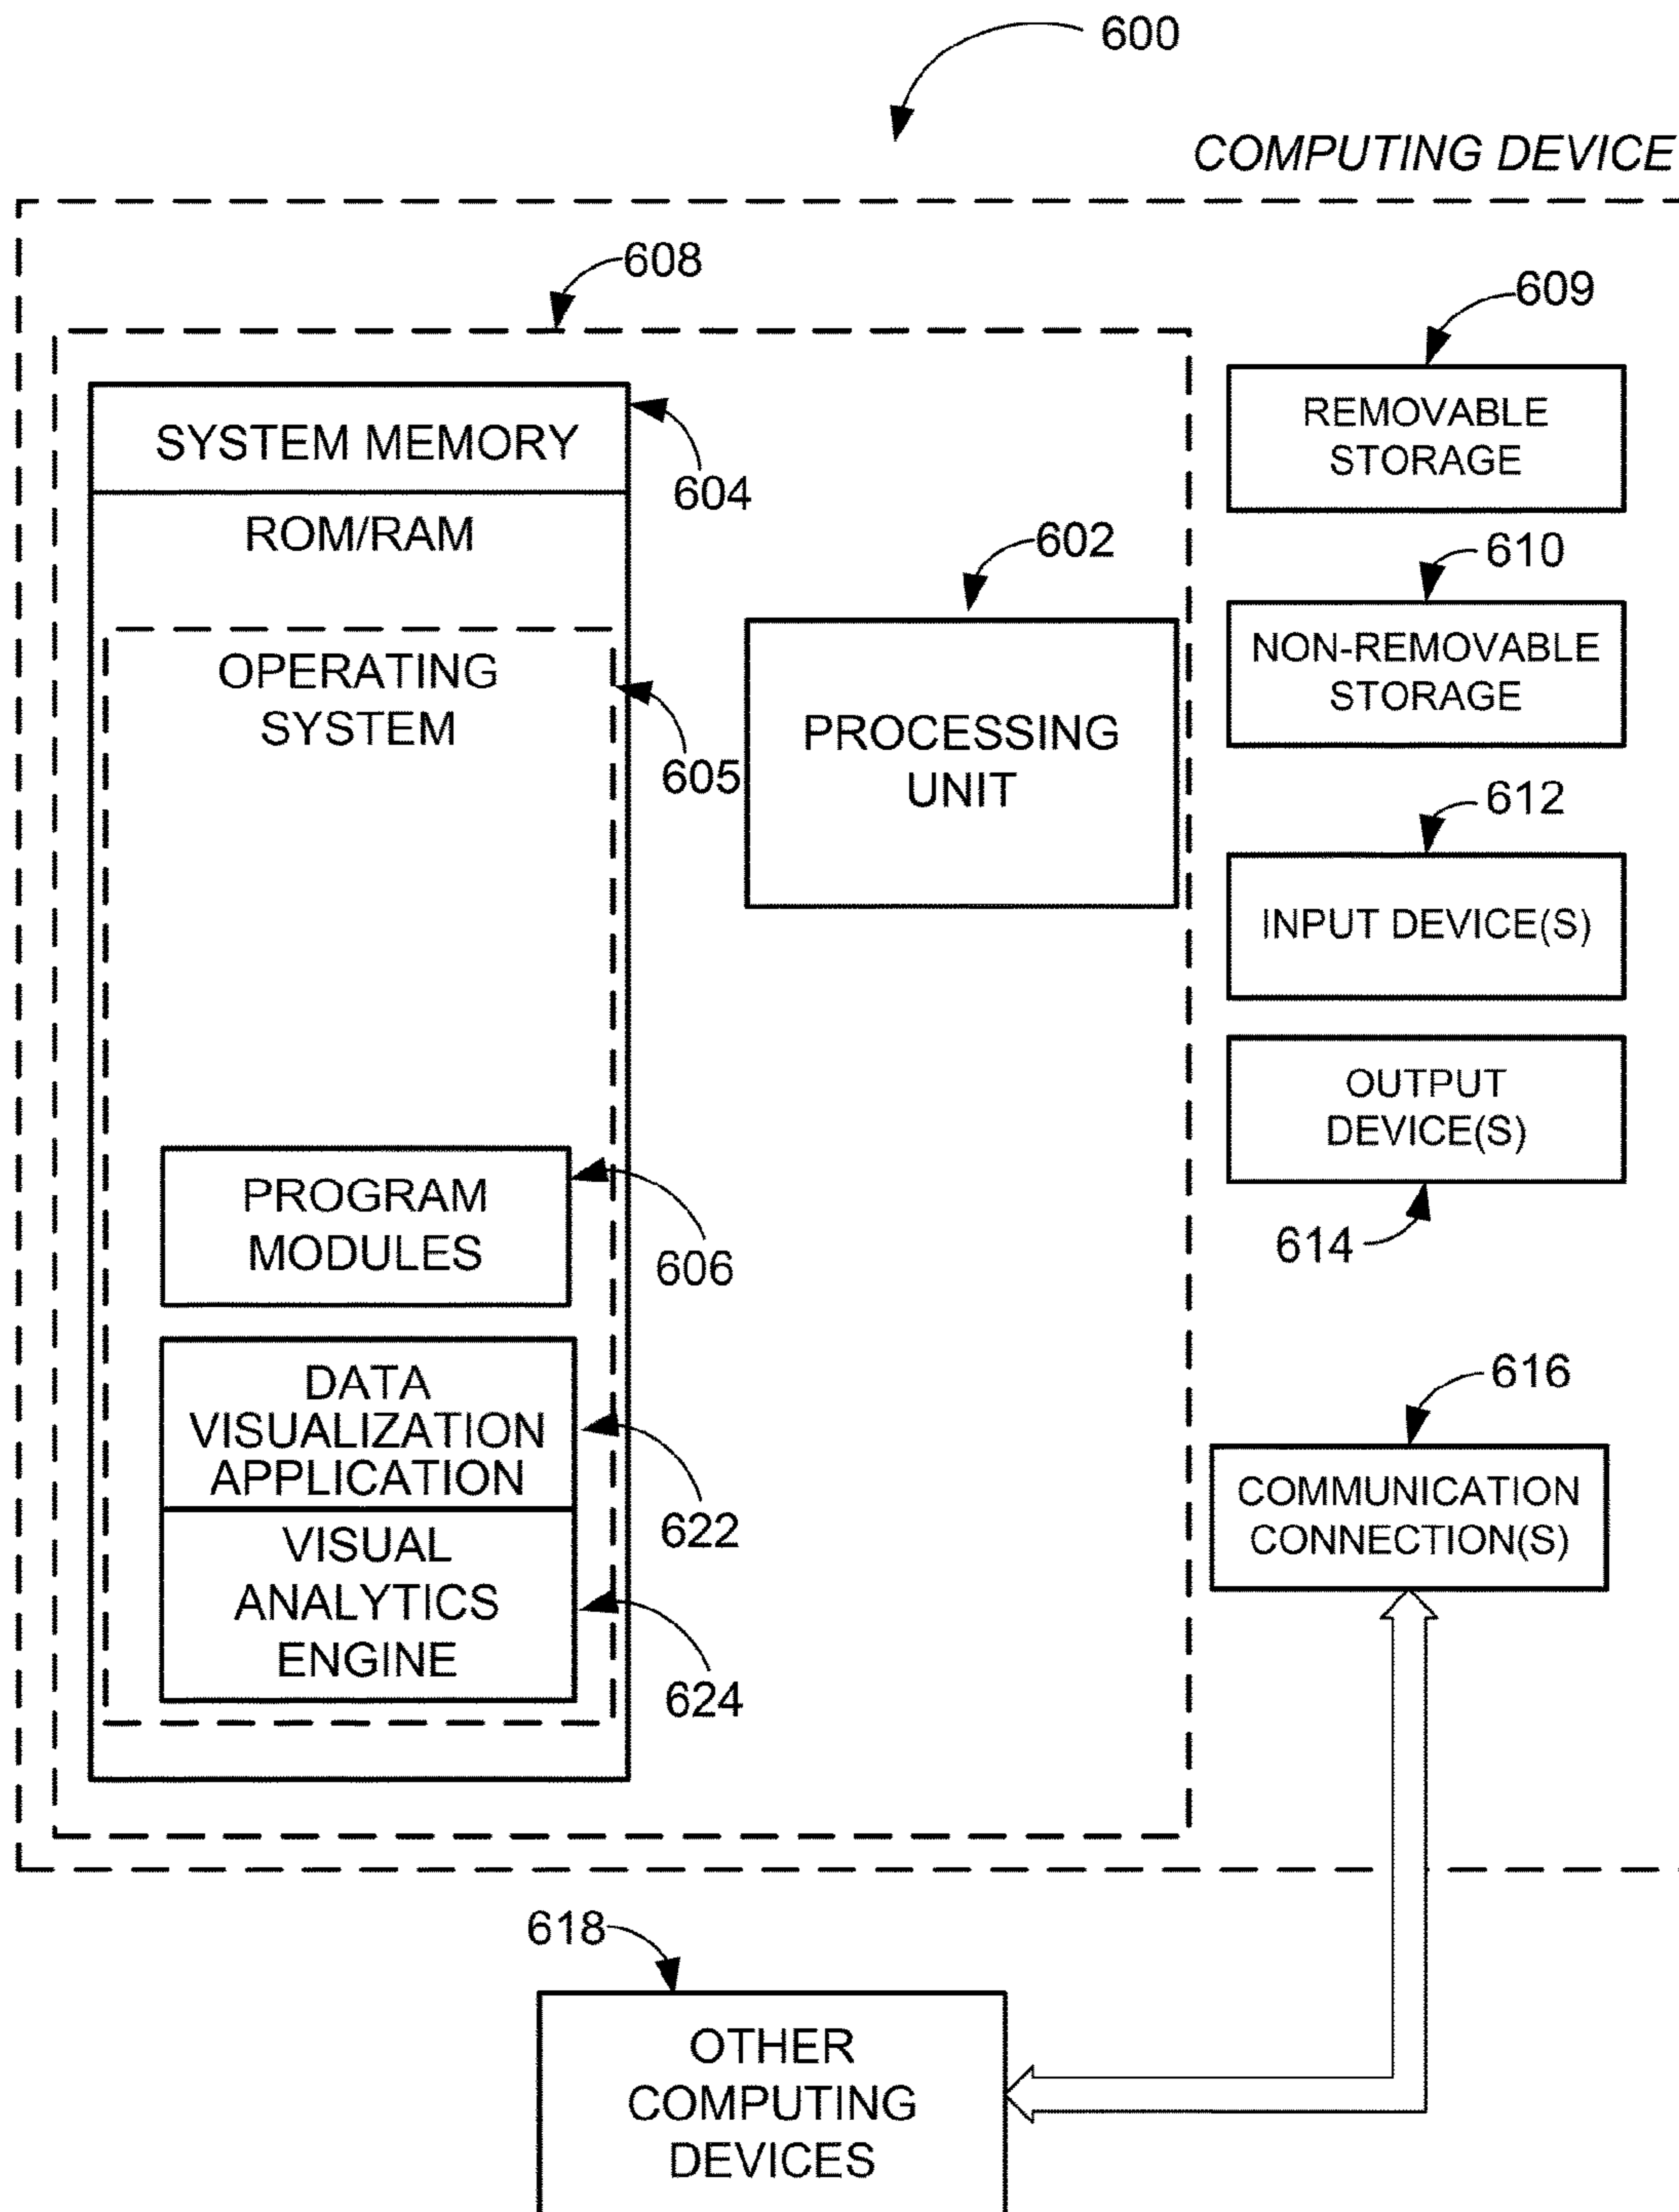 600
COMPUTING DEVICE
608
609
SYSTEM MEMORY
604
ROM/RAM
REMOVABLE
STORAGE
602
610
OPERATING
SYSTEM
605
PROCESSING
UNIT
NON-REMOVABLE
STORAGE
612
INPUT DEVICE(S)
OUTPUT
DEVICE(S)
614
PROGRAM
MODULES
606
616
DATA
VISUALIZATION
APPLICATION
622
COMMUNICATION
CONNECTION(S)
VISUAL
ANALYTICS
ENGINE
624
618
OTHER
COMPUTING
DEVICES